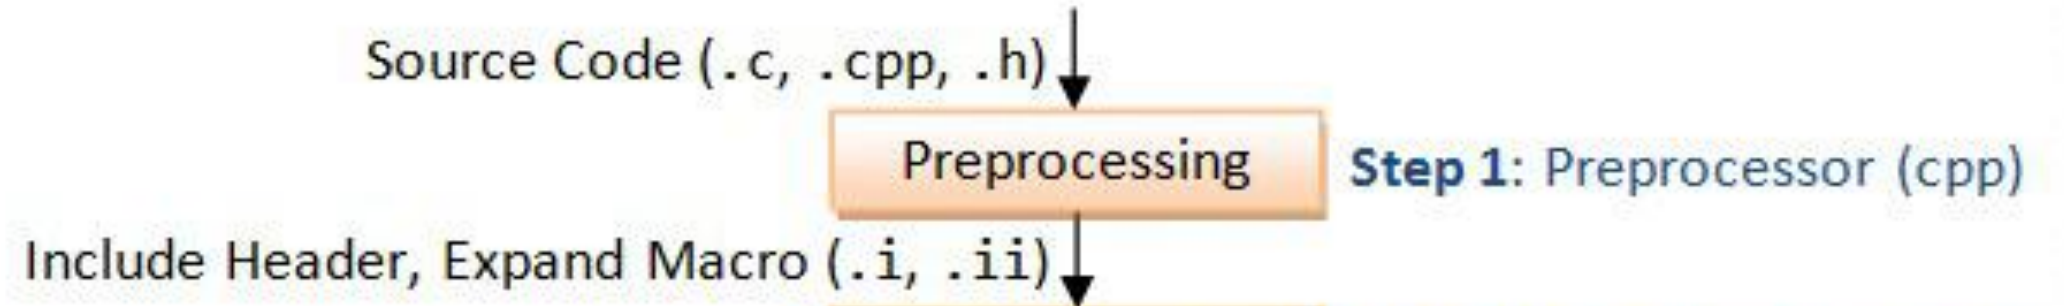 Source Code (.c, .cpp, .h)
Preprocessing
Step 1: Preprocessor (cpp)
Include Header, Expand Macro (.i, .ii)